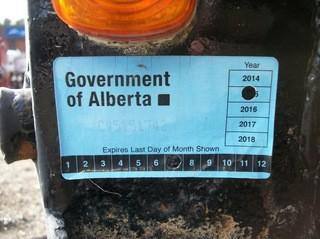 Government
of Alberta
Year
2014
2016
2017
2018
Expires Last Day of Month Shown
1 2 3 4 5 6 8 9 10 11 12